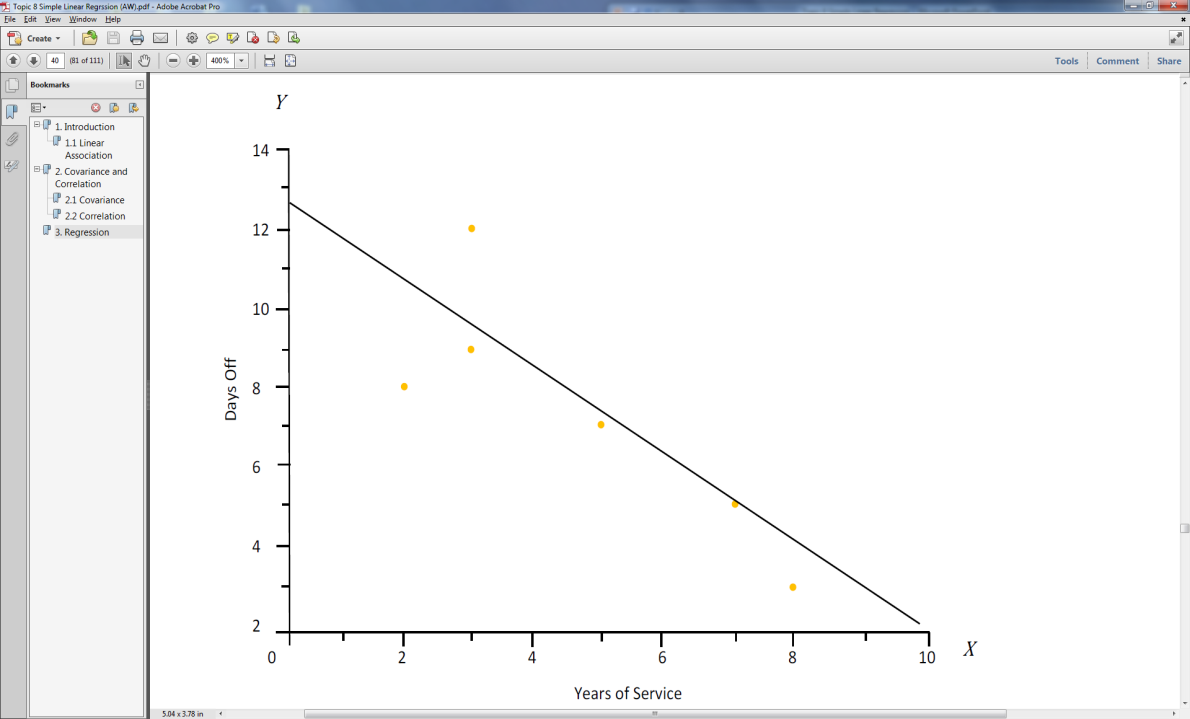 Topic 8 Simple Linear Regrssion (AW).pdf - Adobe Acrobat Pro
File Edit View Window Help
Create
40 (81 of 111) 400% Tools Comment Share
Bookmarks
1. Introduction
1.1 Linear
Association
2. Covariance and
Correlation
2.1 Covariance
2.2 Correlation
3. Regression
Y
14
12
10
8
6
4
2
Days Off
0 2 4 6 8 10 X
Years of Service
5.04 x 3.78 in